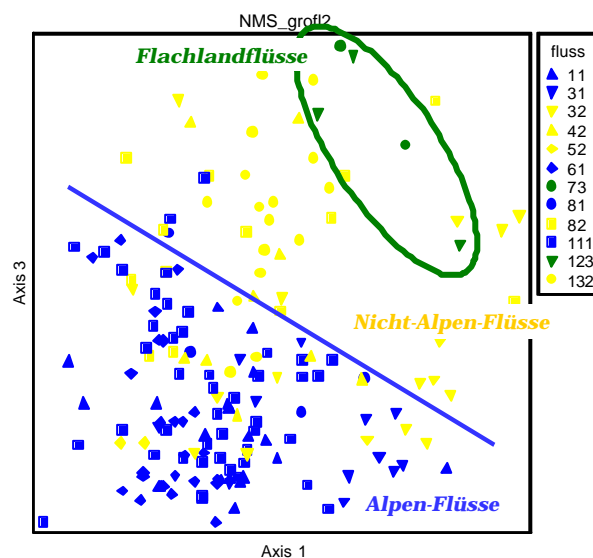 NMS_grofl2
Flachlandflüsse
fluss
11
31
32
42
52
61
73
81
82
111
123
132
Axis 3
Nicht-Alpen-Flüsse
Alpen-Flüsse
Axis 1